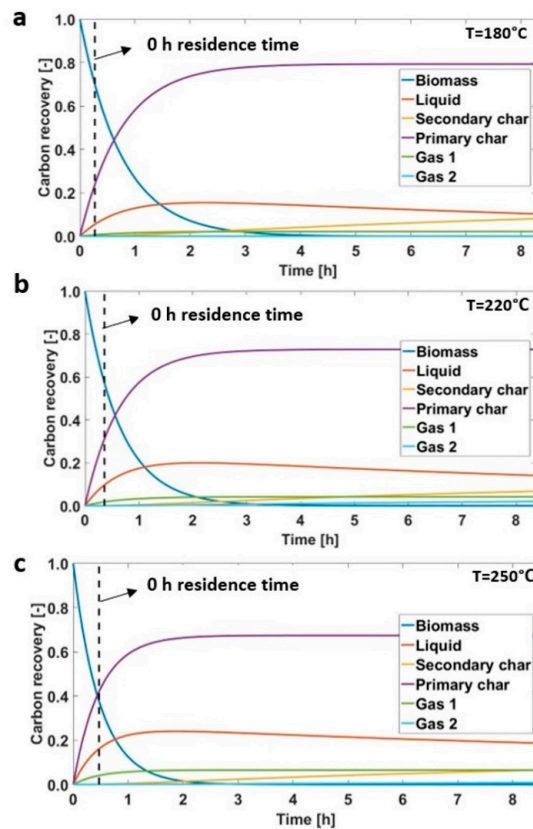 a
T=180°C
0 h residence time
Carbon recovery [-]
1.0
0.8
0.6
0.4
0.2
0.0
Biomass
Liquid
Secondary char
Primary char
Gas 1
Gas 2
0 1 2 3 4 5 6 7 8
Time [h]
b
T=220°C
0 h residence time
Carbon recovery [-]
1.0
0.8
0.6
0.4
0.2
0.0
Biomass
Liquid
Secondary char
Primary char
Gas 1
Gas 2
0 1 2 3 4 5 6 7 8
Time [h]
c
T=250°C
0 h residence time
Carbon recovery [-]
1.0
0.8
0.6
0.4
0.2
0.0
Biomass
Liquid
Secondary char
Primary char
Gas 1
Gas 2
0 1 2 3 4 5 6 7 8
Time [h]